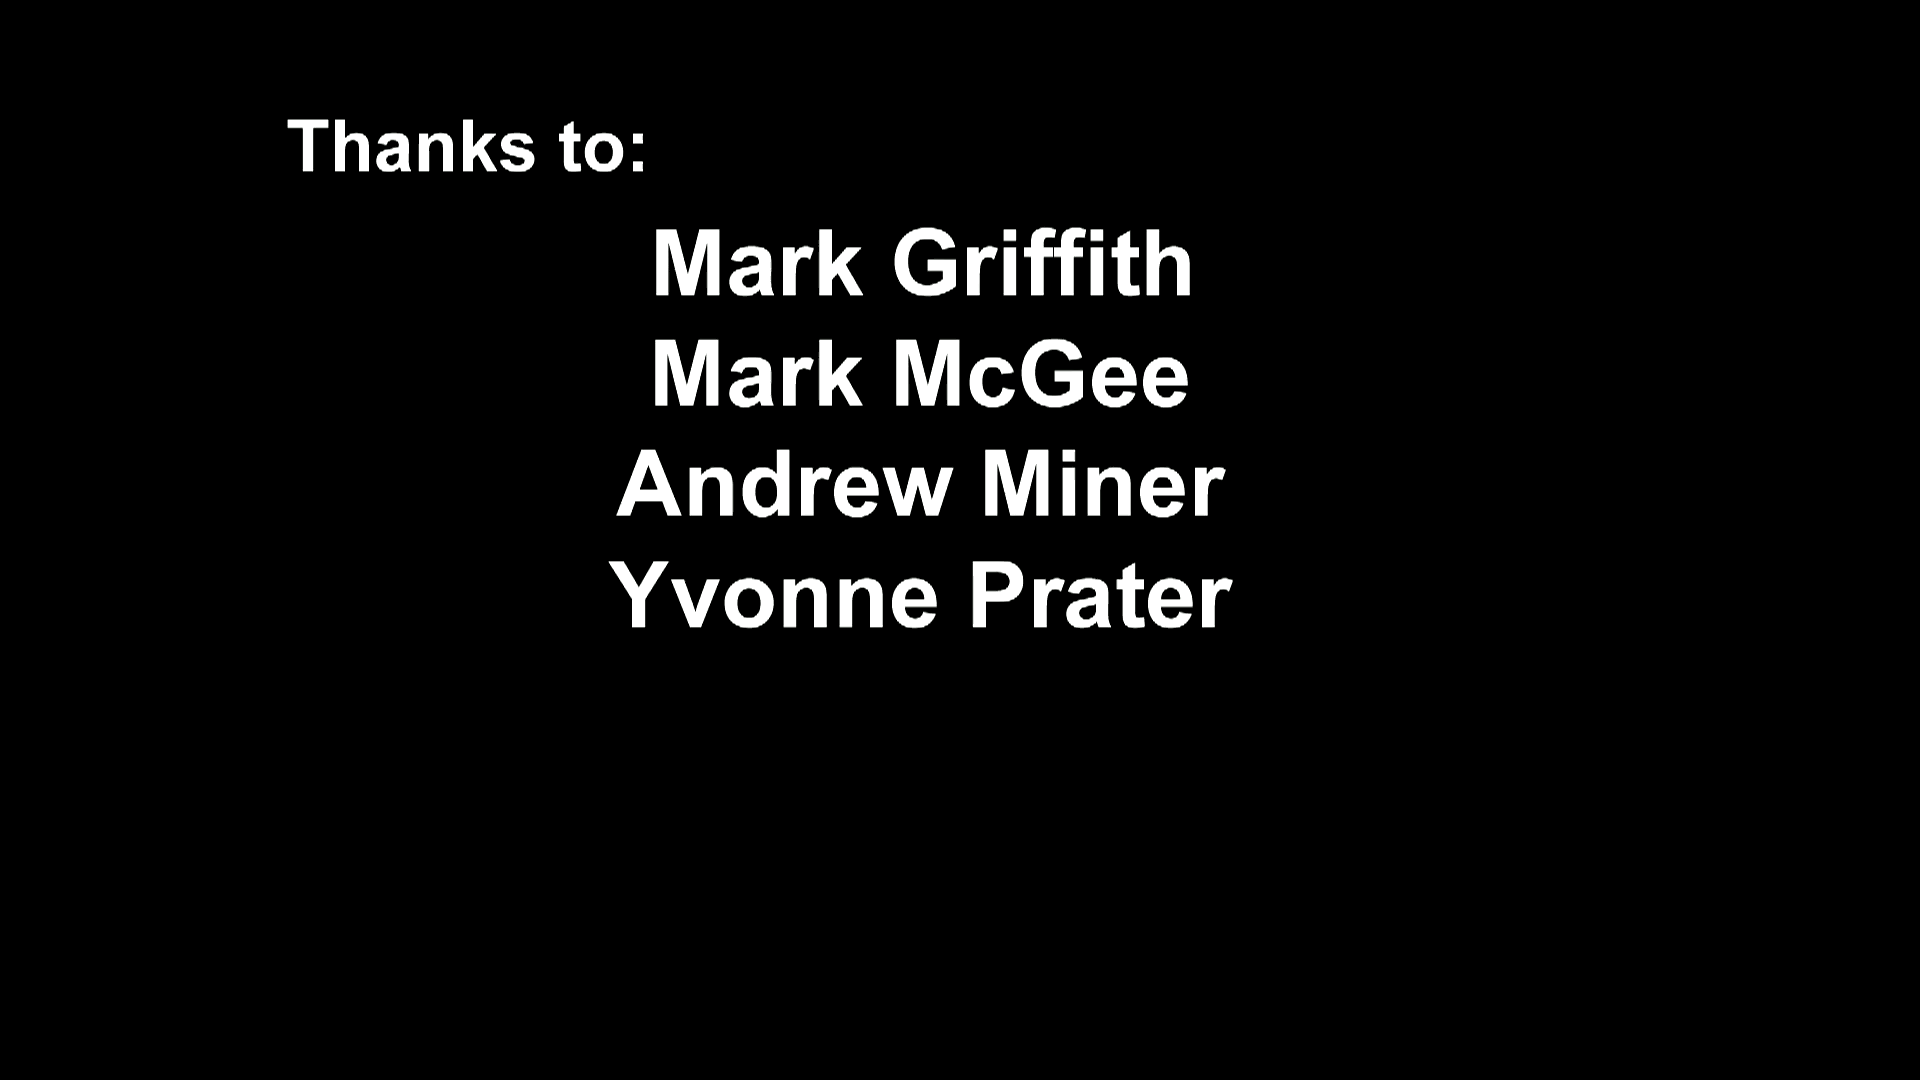 Thanks to:
Mark Griffith
Mark McGee
Andrew Miner
Yvonne Prater